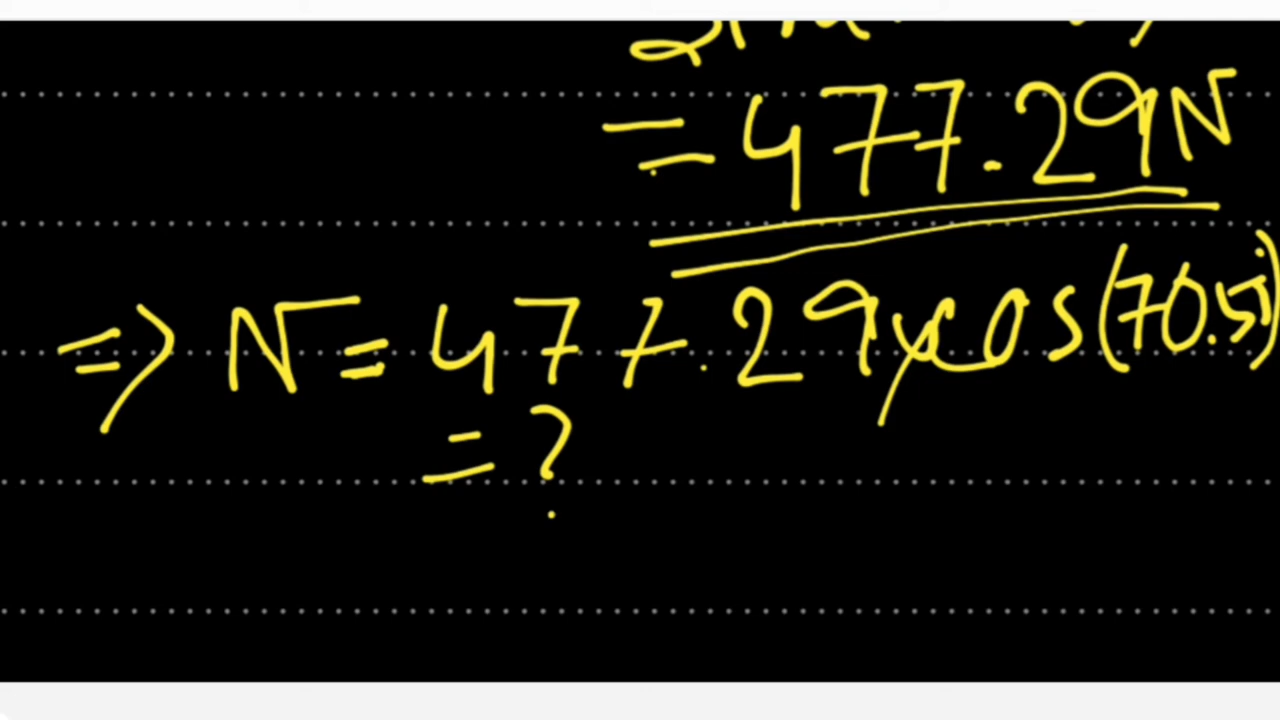 = 477.29N
⇒ N = 477.29 × cos(70.5)
= ?